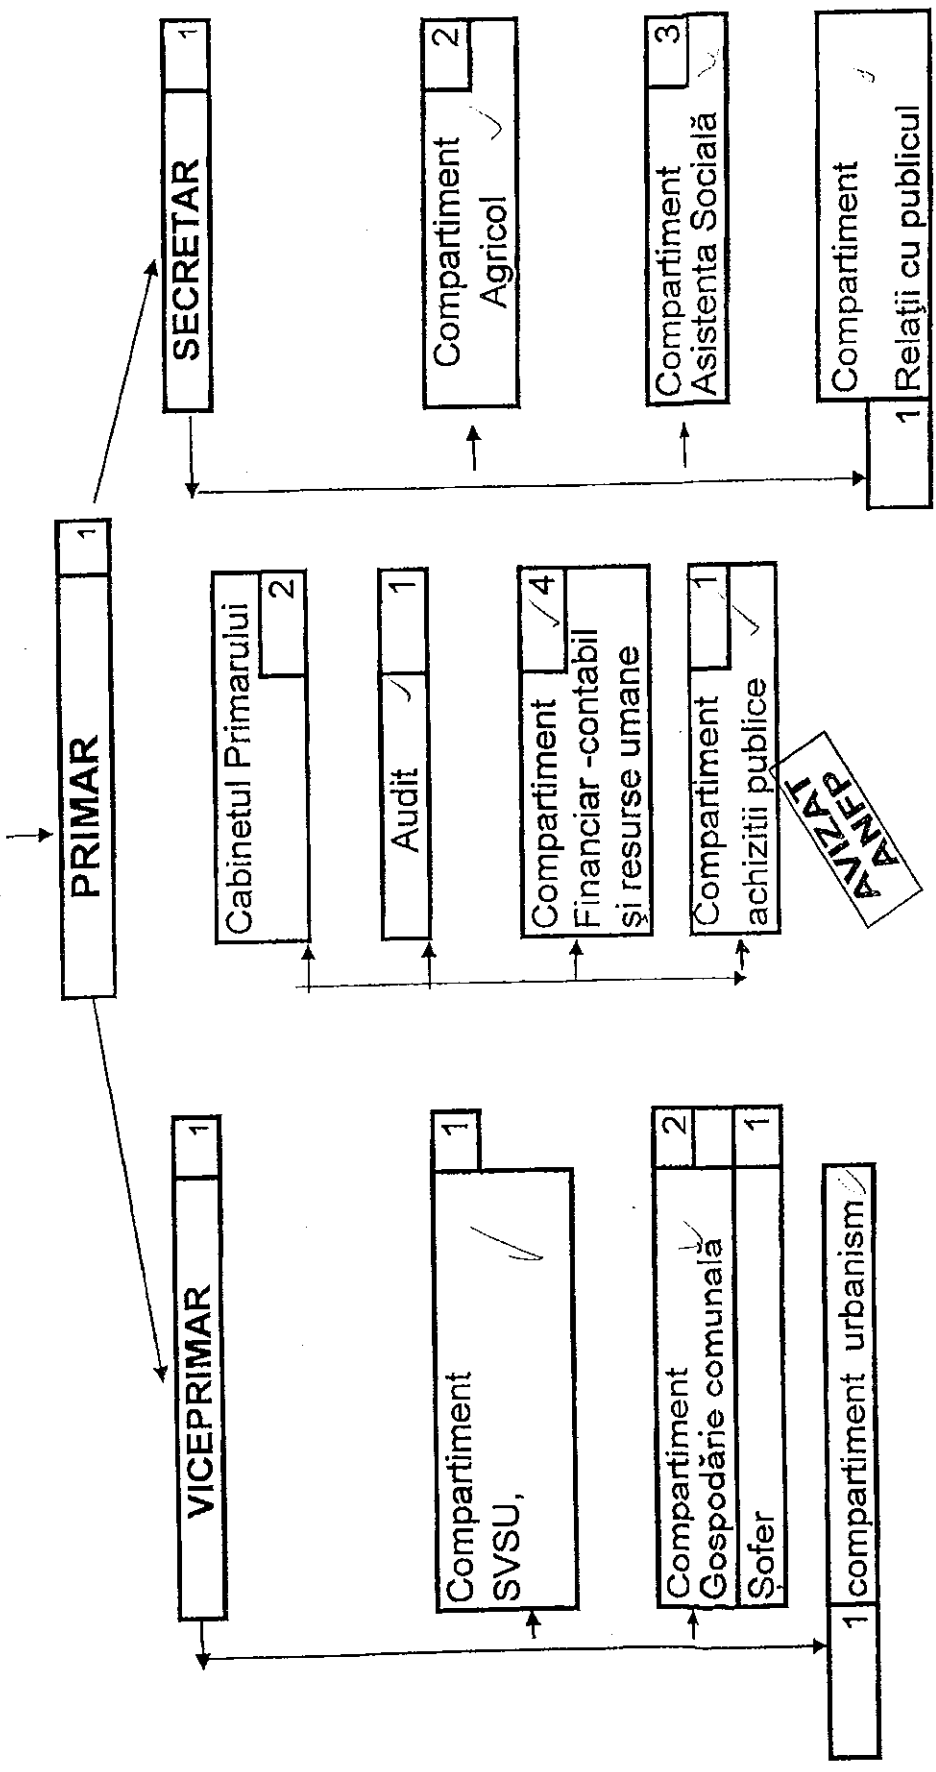 PRIMAR 1
VICEPRIMAR 1
Compartiment 1
SVSU,
Compartiment 2
Gospodărie comunală
Șofer 1
1 compartiment urbanism
Cabinetul Primarului
2
Audit 1
Compartiment 4
Financiar -contabil
și resurse umane
Compartiment 1
achizitii publice
AVIZAT
ANFP
SECRETAR 1
Compartiment 2
Agricol
Compartiment 3
Asistenta Socială
Compartiment
1 Relații cu publicul